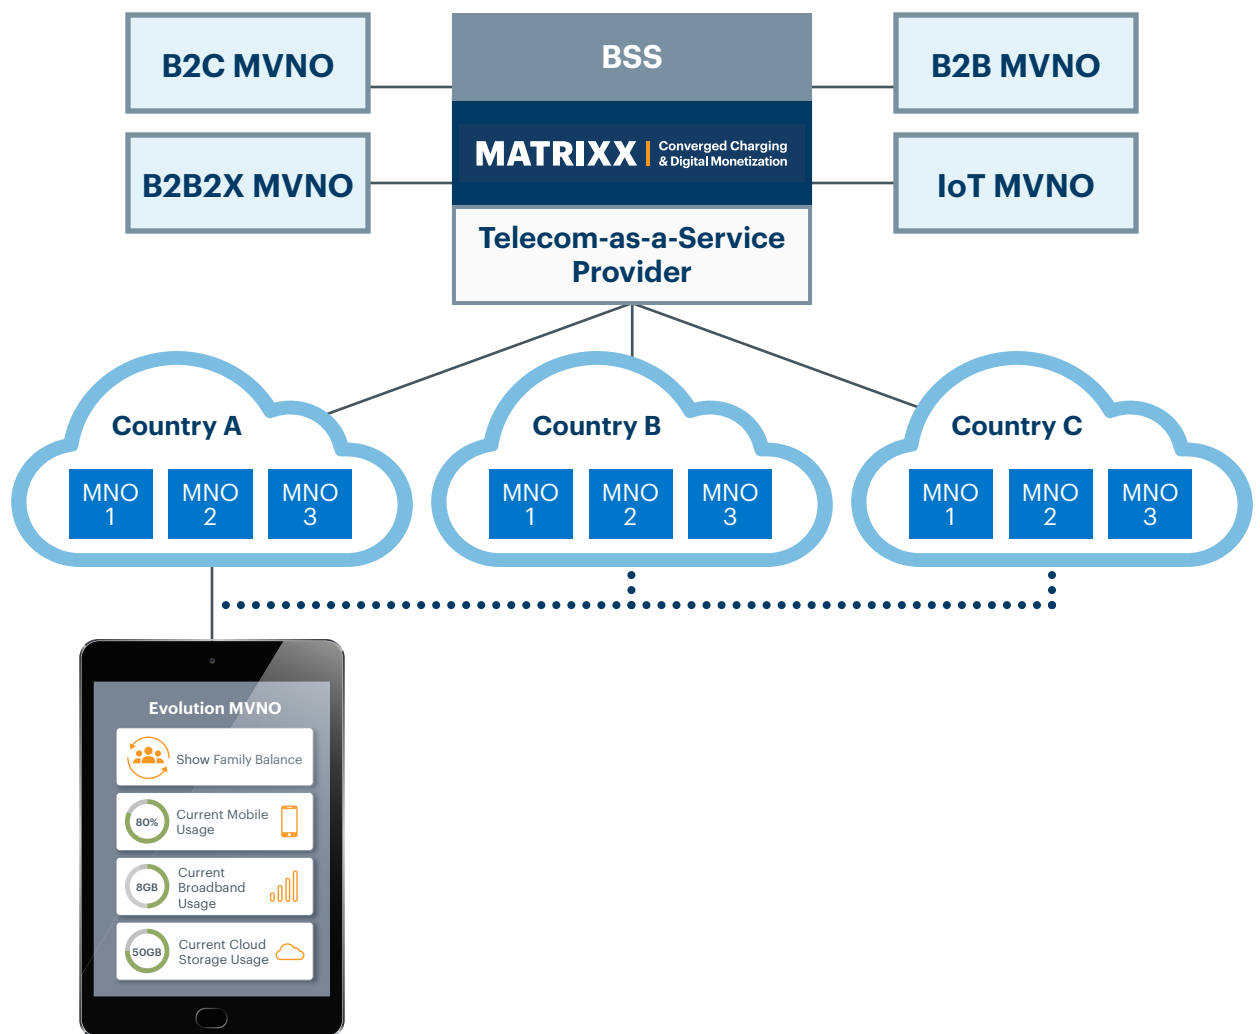 B2C MVNO
BSS
B2B MVNO
MATRIXX
Converged Charging
& Digital Monetization
B2B2X MVNO
IoT MVNO
Telecom-as-a-Service
Provider
Country A
Country B
Country C
MNO
1
MNO
2
MNO
3
MNO
1
MNO
2
MNO
3
MNO
1
MNO
2
MNO
3
Evolution MVNO
Show Family Balance
80%
Current Mobile
Usage
8GB
Current
Broadband
Usage
50GB
Current Cloud
Storage Usage